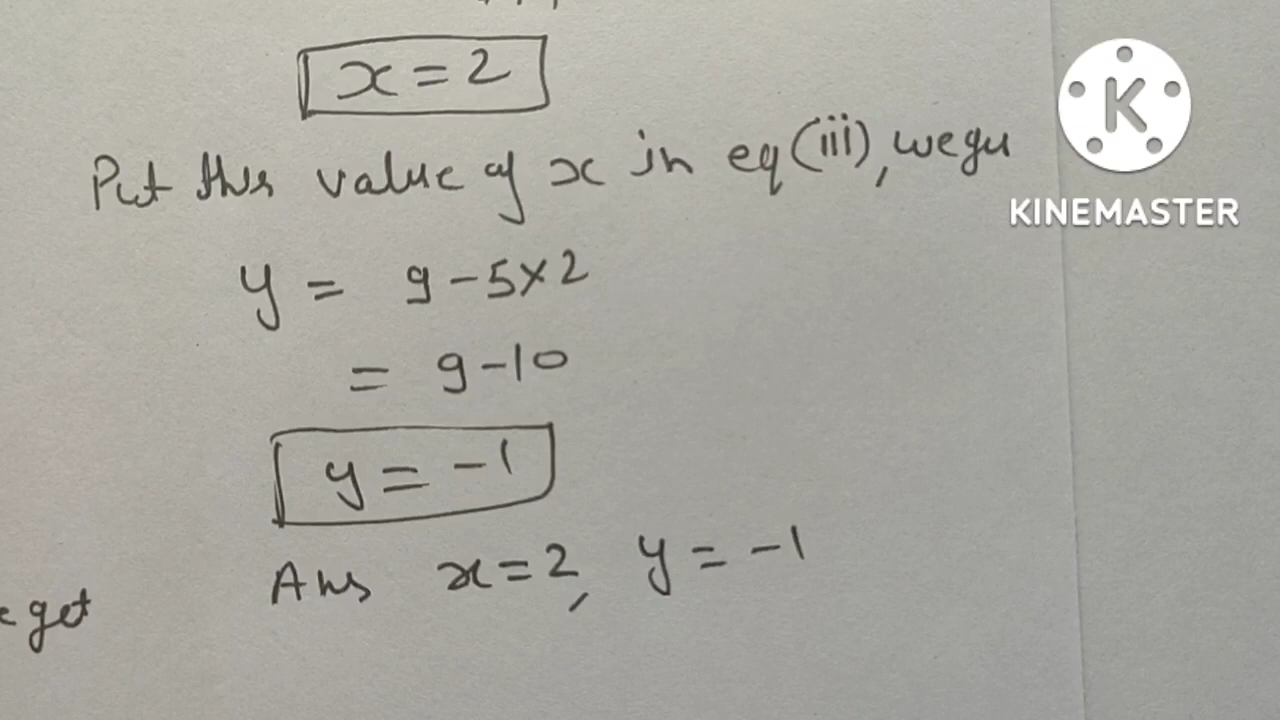 x = 2
Put this value of x in eq (iii), we get
y = 9 - 5 × 2
= 9 - 10
y = -1
Ans x = 2, y = -1
get
KINEMASTER